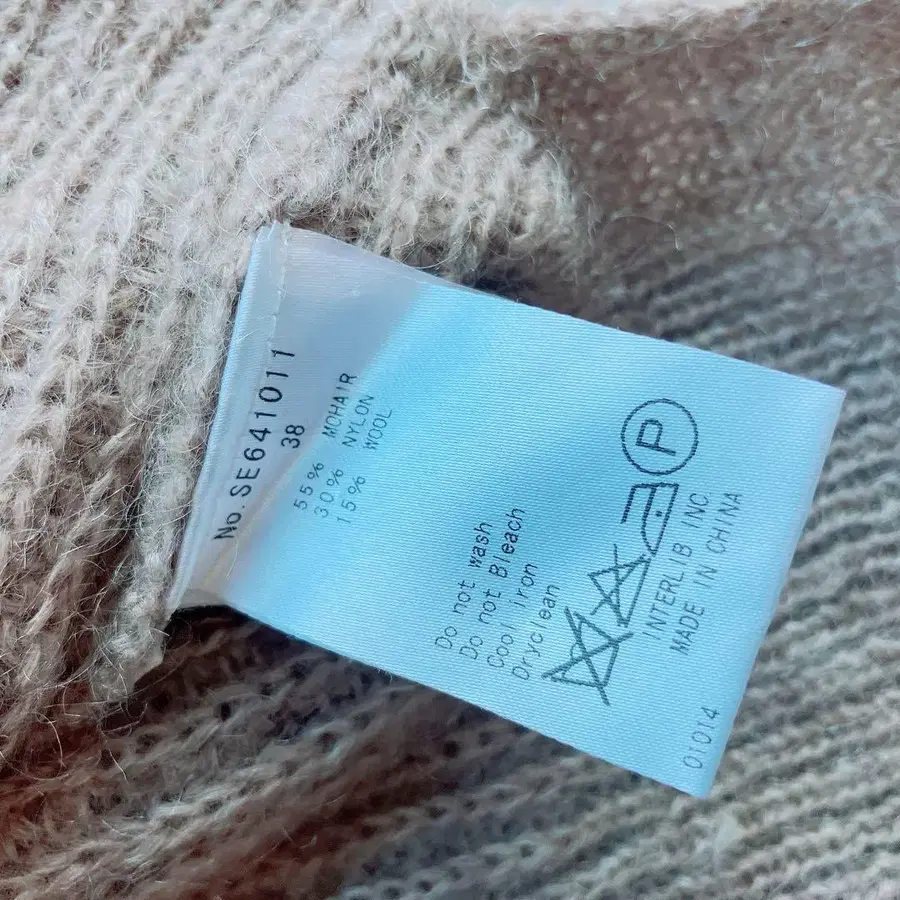 No. SE641011
38
55% MOHAIR
30% NYLON
15% WOOL
Do not wash
Do not Bleach
Cool iron
Dryclean
P
INTERLIB INC.
MADE IN CHINA
01014